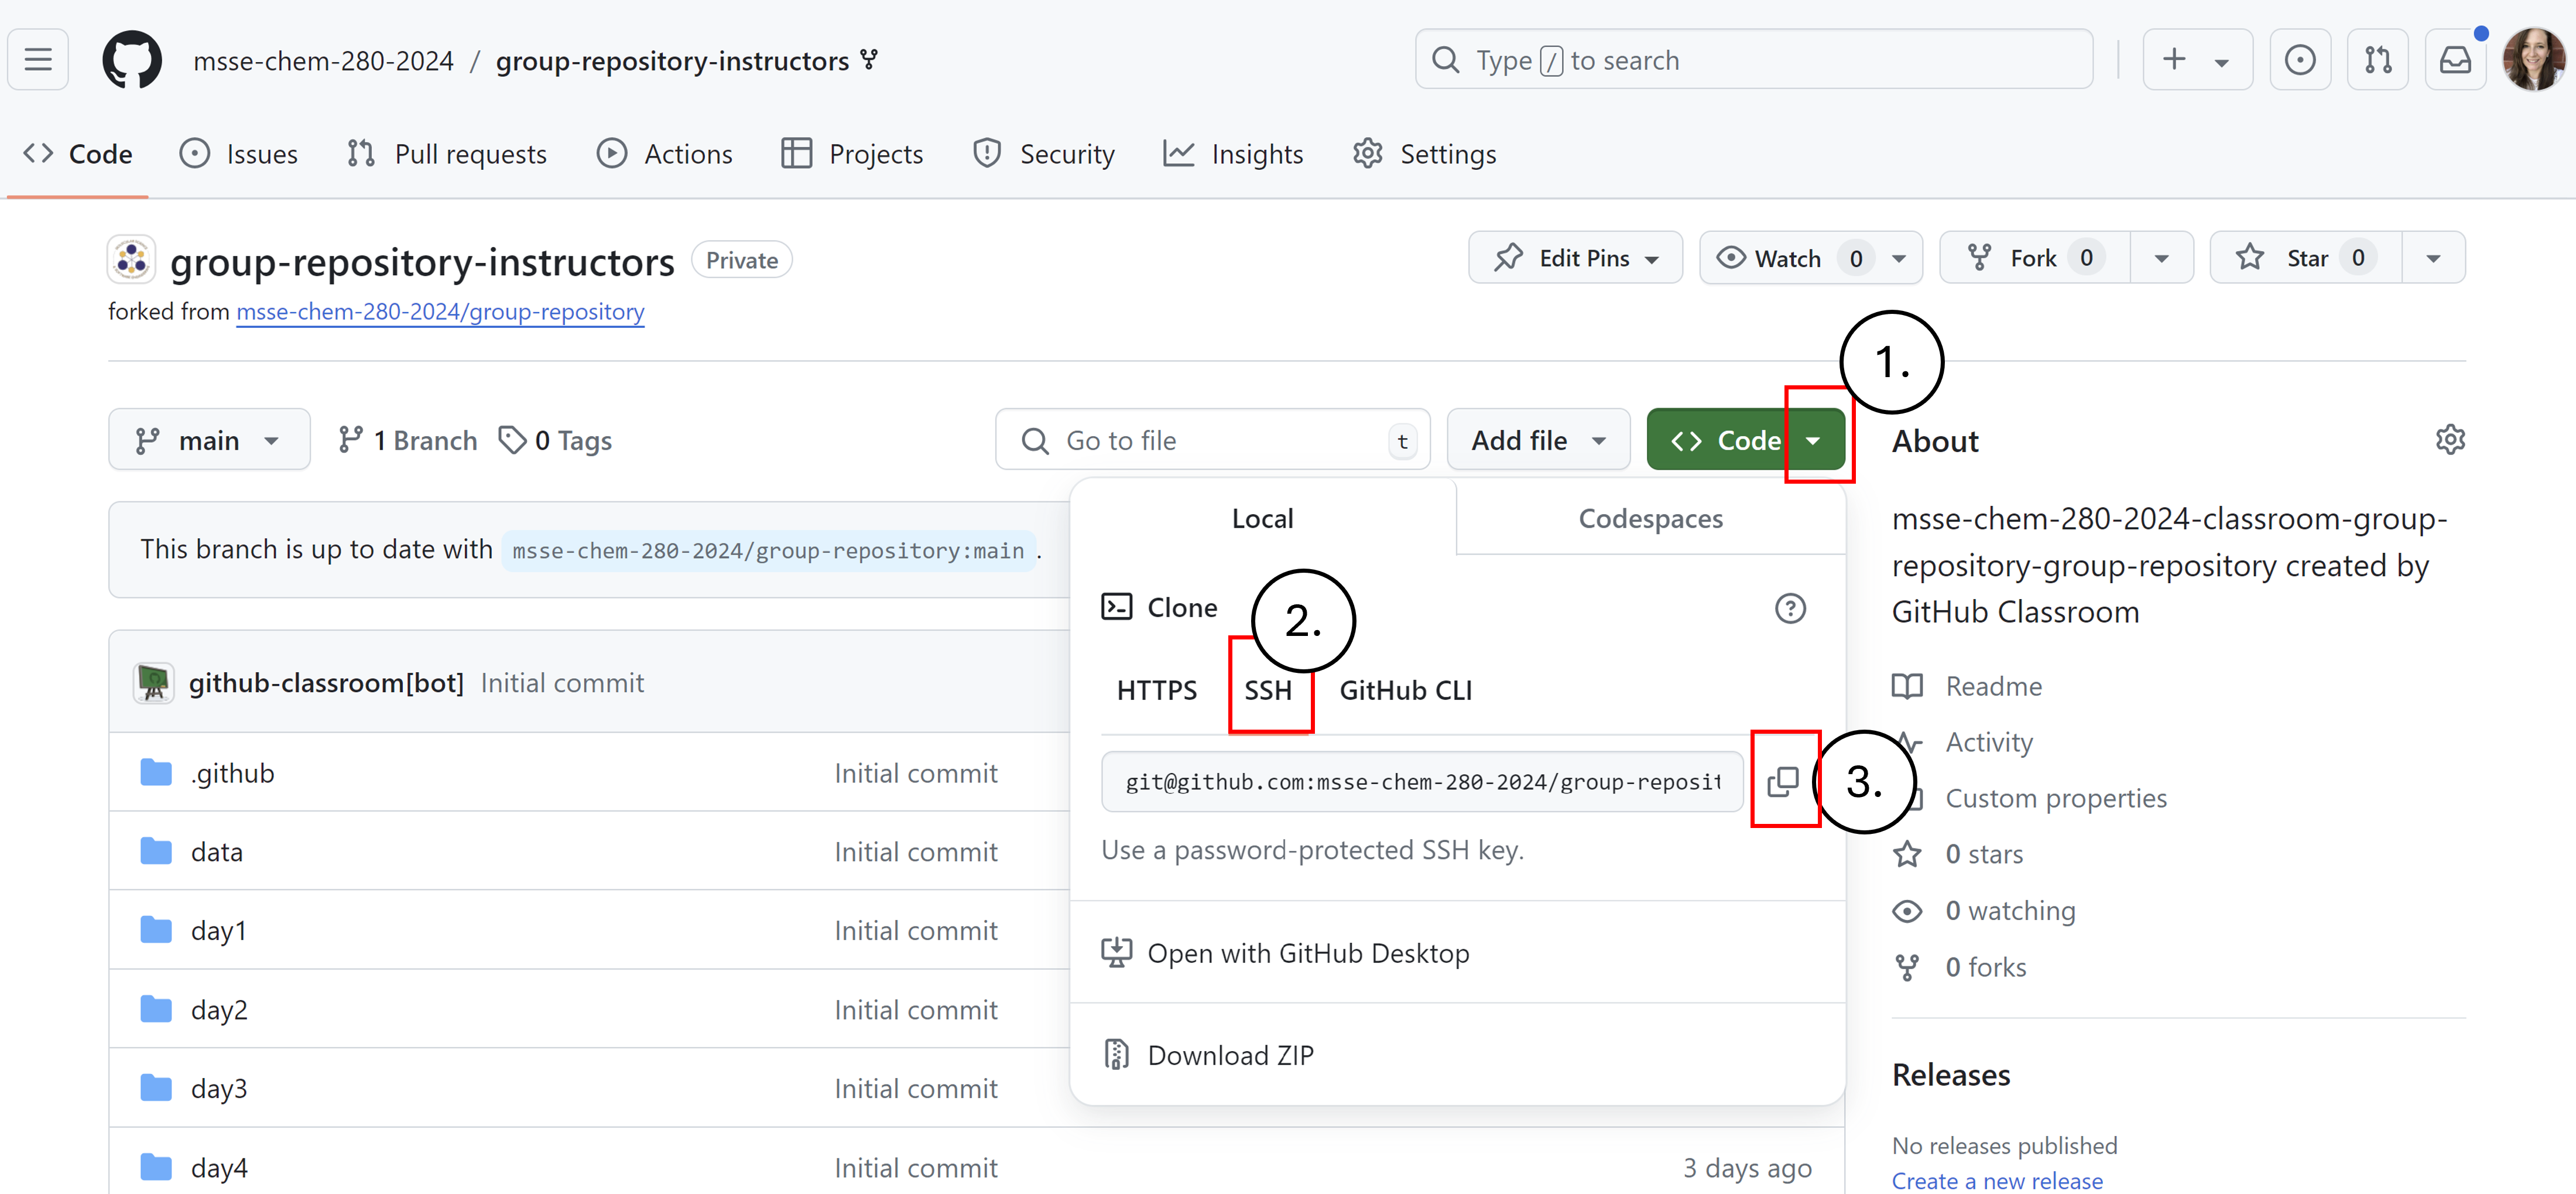 msse-chem-280-2024 / group-repository-instructors
Type / to search
Code Issues Pull requests Actions Projects Security Insights Settings
group-repository-instructors Private
Edit Pins Watch 0 Fork 0 Star 0
forked from msse-chem-280-2024/group-repository
1.
main 1 Branch 0 Tags
Go to file t
Add file
Code
About
Local Codespaces
msse-chem-280-2024-classroom-group-
repository-group-repository created by
GitHub Classroom
This branch is up to date with msse-chem-280-2024/group-repository:main .
Clone
2.
HTTPS SSH GitHub CLI
github-classroom[bot] Initial commit
Readme
Activity
.github Initial commit
git@github.com:msse-chem-280-2024/group-reposit
3.
Custom properties
data Initial commit
Use a password-protected SSH key.
0 stars
day1 Initial commit
0 watching
Open with GitHub Desktop
0 forks
day2 Initial commit
Download ZIP
day3 Initial commit
Releases
No releases published
day4 Initial commit 3 days ago
Create a new release